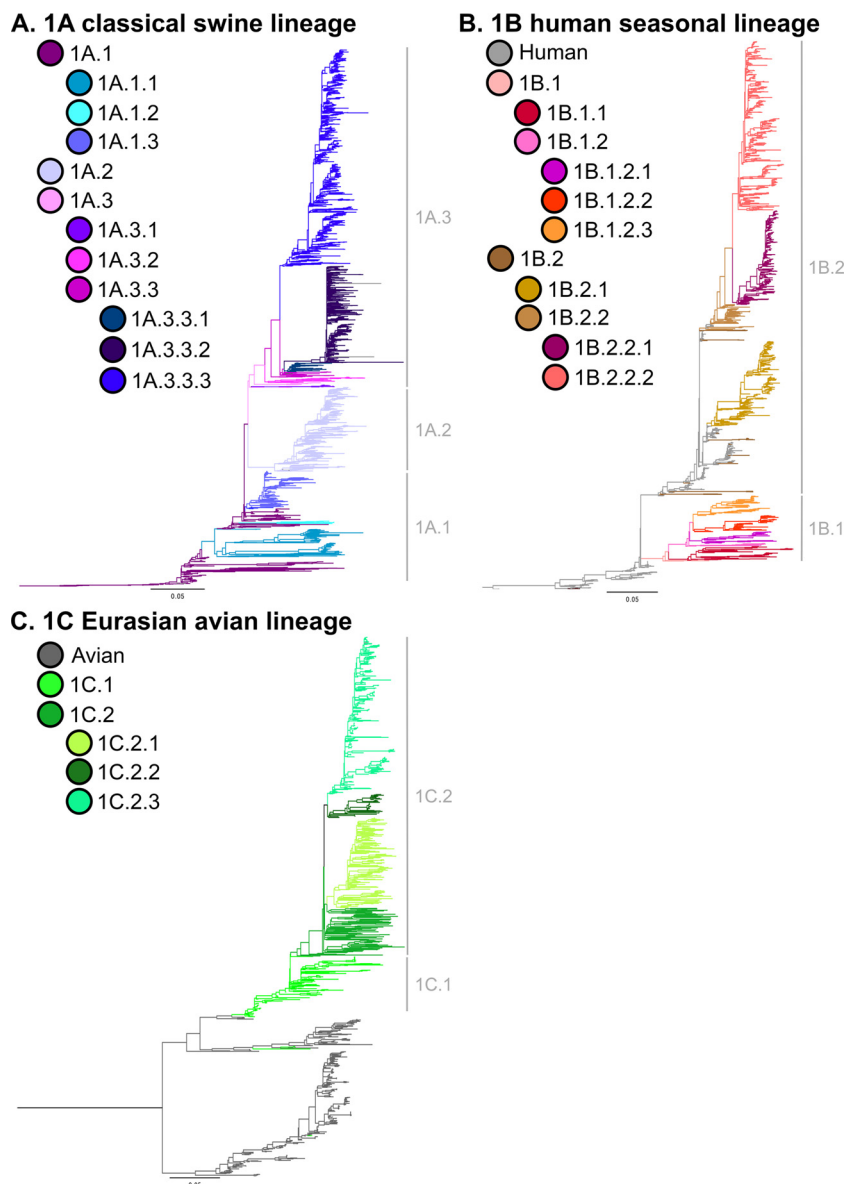 A. 1A classical swine lineage
1A.1
1A.1.1
1A.1.2
1A.1.3
1A.2
1A.3
1A.3.1
1A.3.2
1A.3.3
1A.3.3.1
1A.3.3.2
1A.3.3.3
1A.3
1A.2
1A.1
0.05
B. 1B human seasonal lineage
Human
1B.1
1B.1.1
1B.1.2
1B.1.2.1
1B.1.2.2
1B.1.2.3
1B.2
1B.2.1
1B.2.2
1B.2.2.1
1B.2.2.2
1B.2
1B.1
0.05
C. 1C Eurasian avian lineage
Avian
1C.1
1C.2
1C.2.1
1C.2.2
1C.2.3
1C.2
1C.1